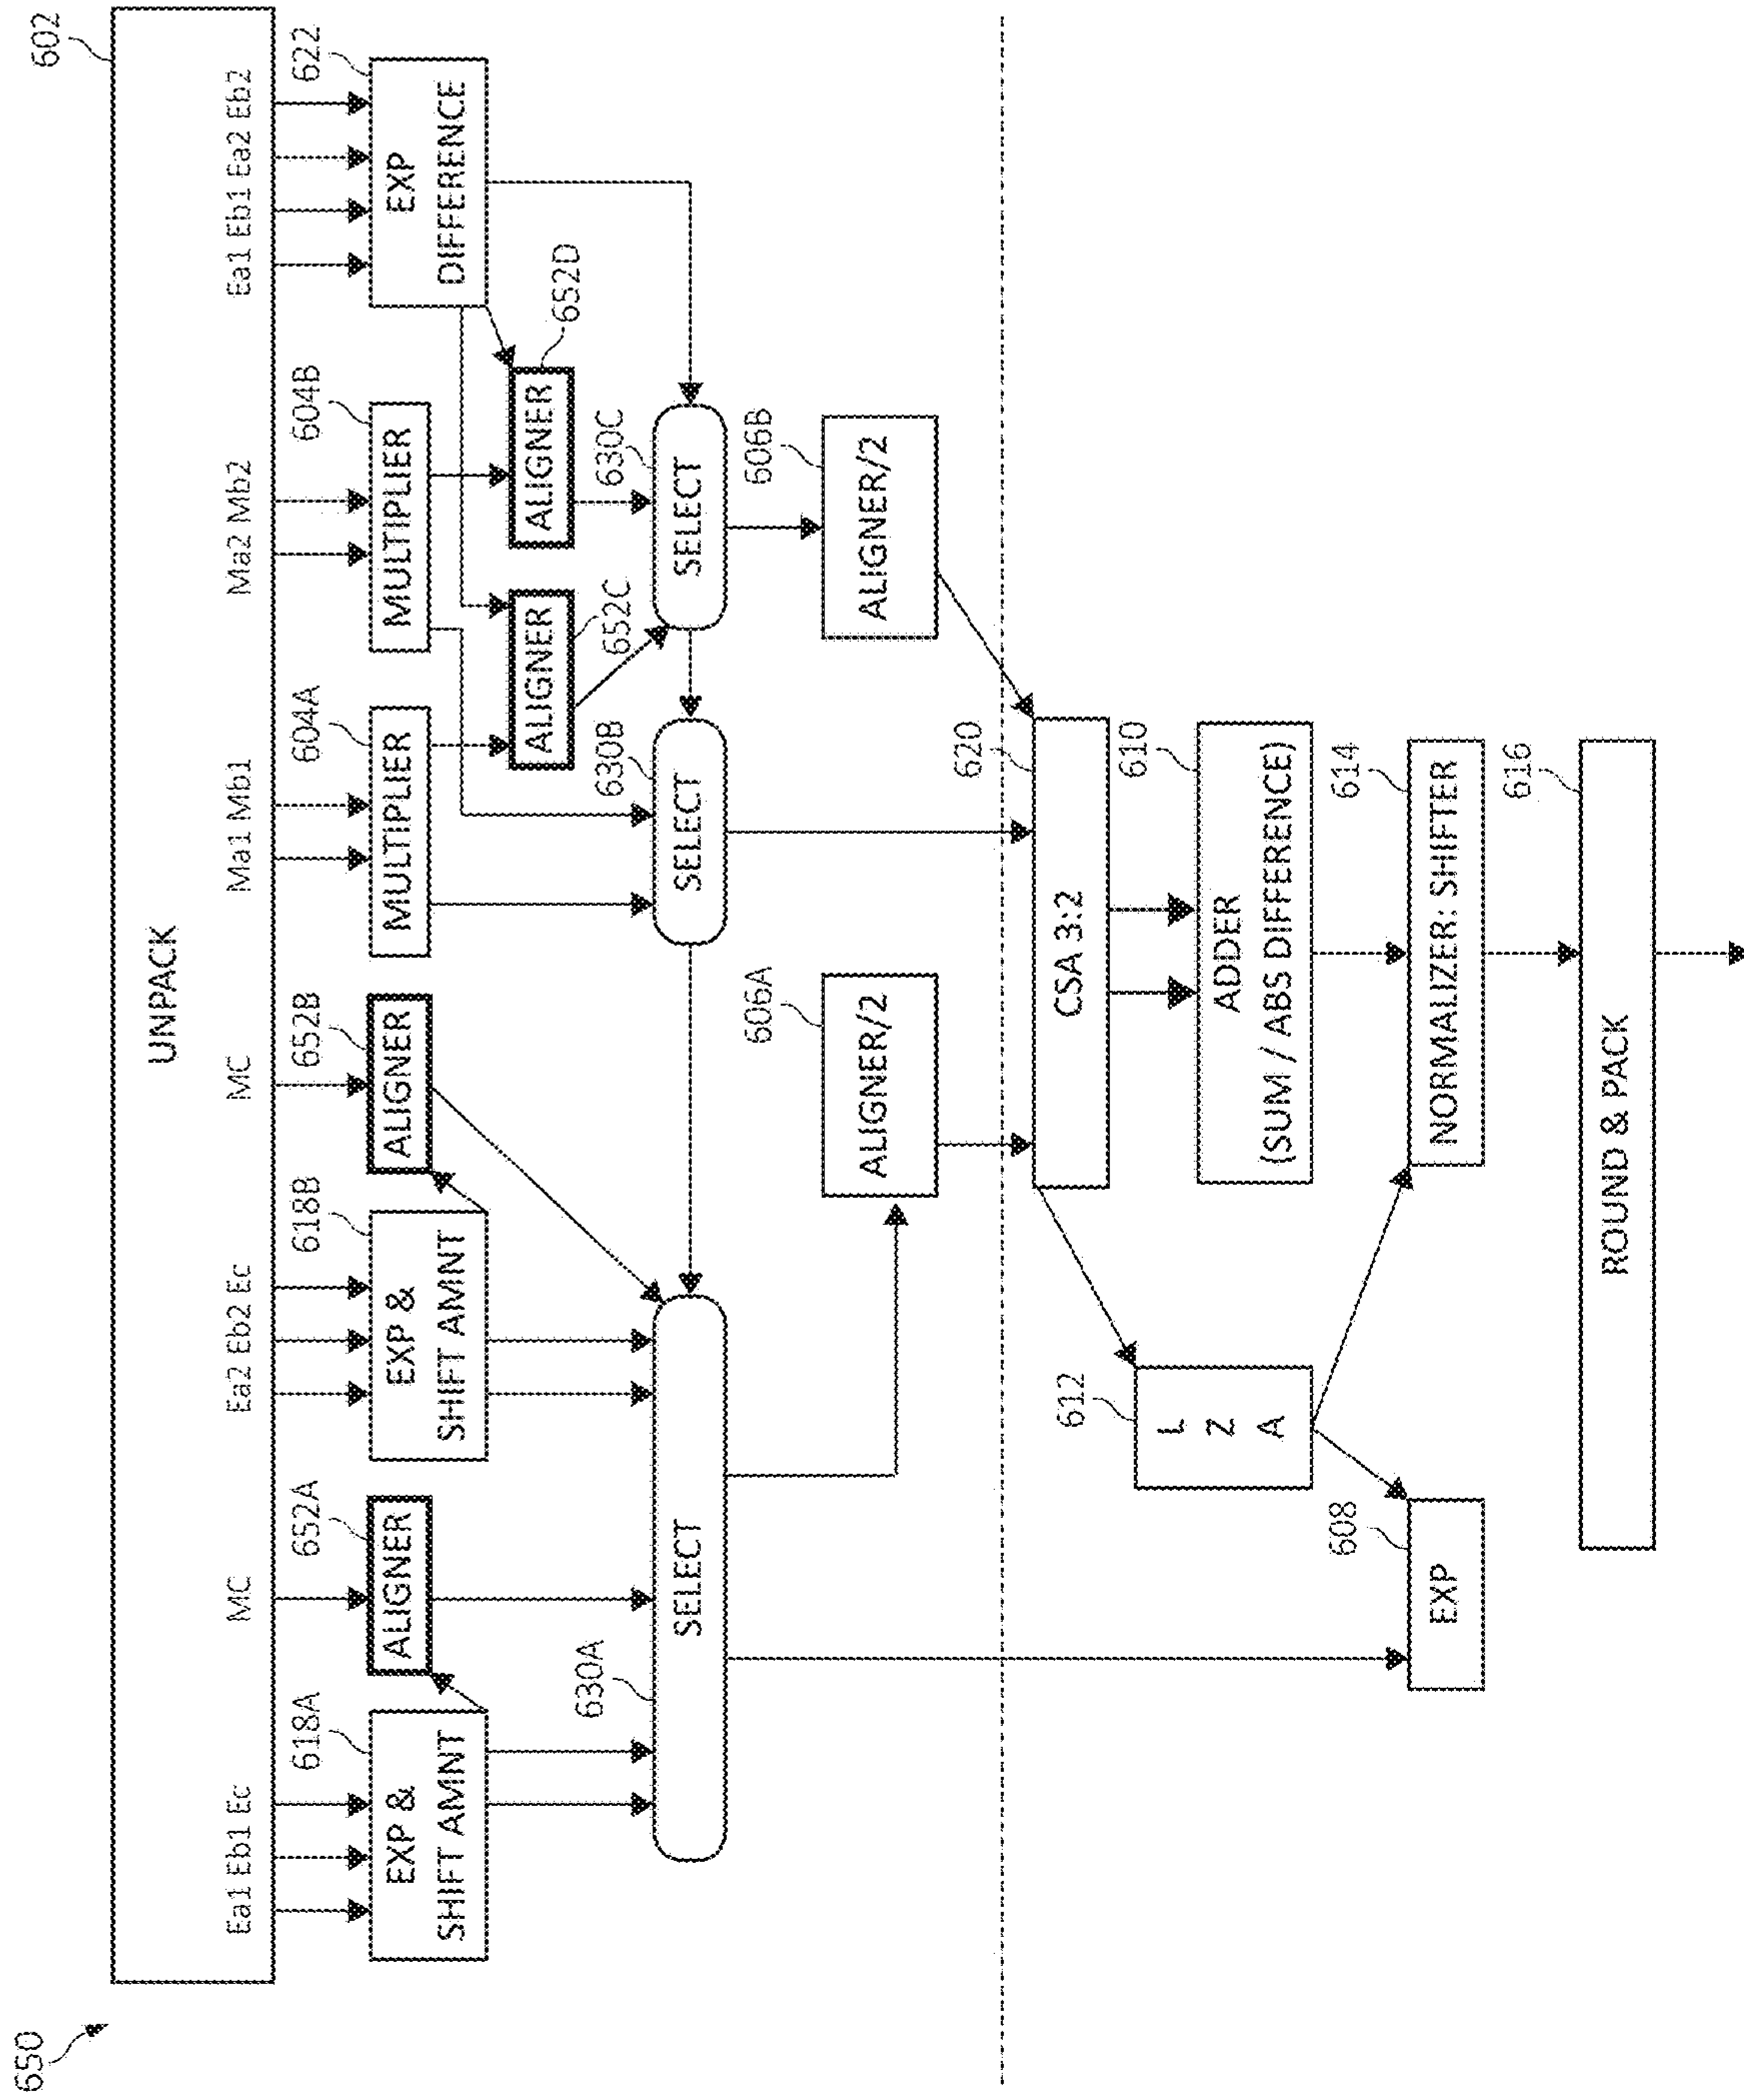 650
602
UNPACK
Ea1 Eb1 Ec
MC
Ea2 Eb2 Ec
MC
Ma1 Mb1
Ma2 Mb2
Ea1 Eb1 Ea2 Eb2
618A
652A
618B
652B
604A
604B
622
EXP &
SHIFT AMNT
ALIGNER
EXP &
SHIFT AMNT
ALIGNER
MULTIPLIER
MULTIPLIER
EXP
DIFFERENCE
ALIGNER
652C
ALIGNER
652D
630A
630B
630C
SELECT
SELECT
SELECT
606A
606B
ALIGNER/2
ALIGNER/2
620
CSA 3:2
612
L
Z
A
610
ADDER
(SUM / ABS DIFFERENCE)
608
EXP
614
NORMALIZER: SHIFTER
616
ROUND & PACK